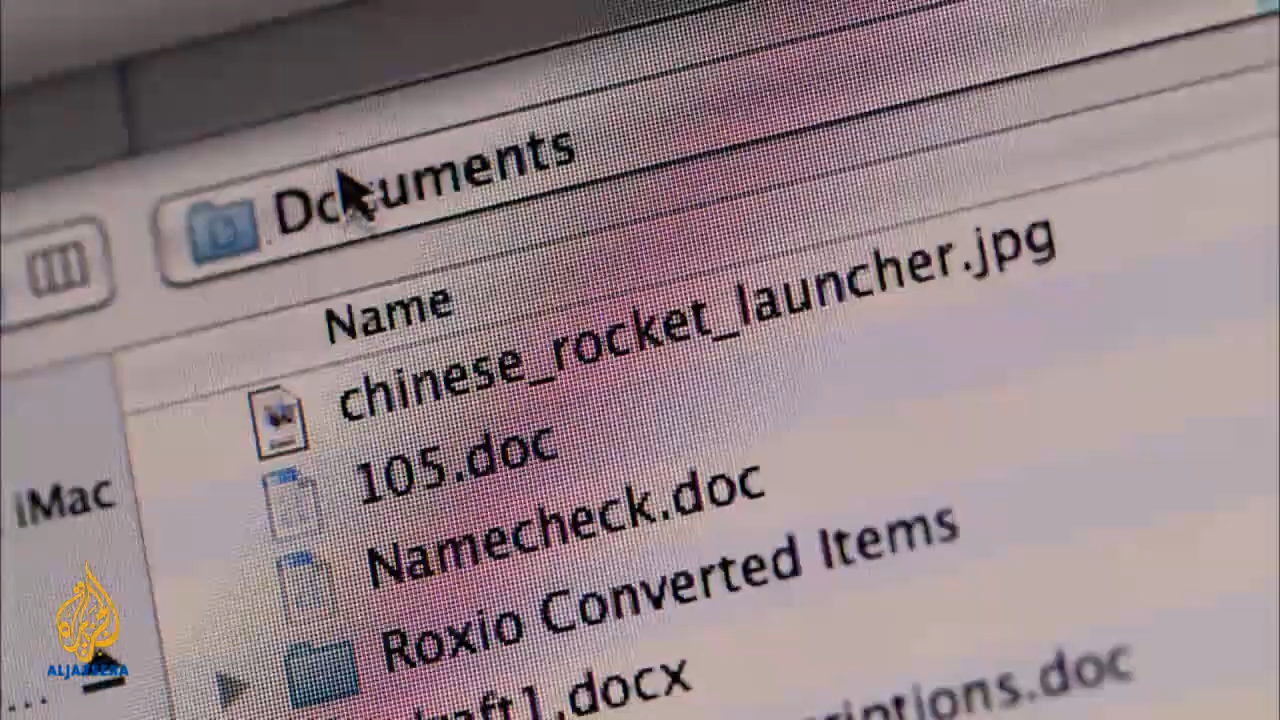 Documents
Name
chinese_rocket_launcher.jpg
105.doc
iMac
Namecheck.doc
Roxio Converted Items
ALJAZEERA
...